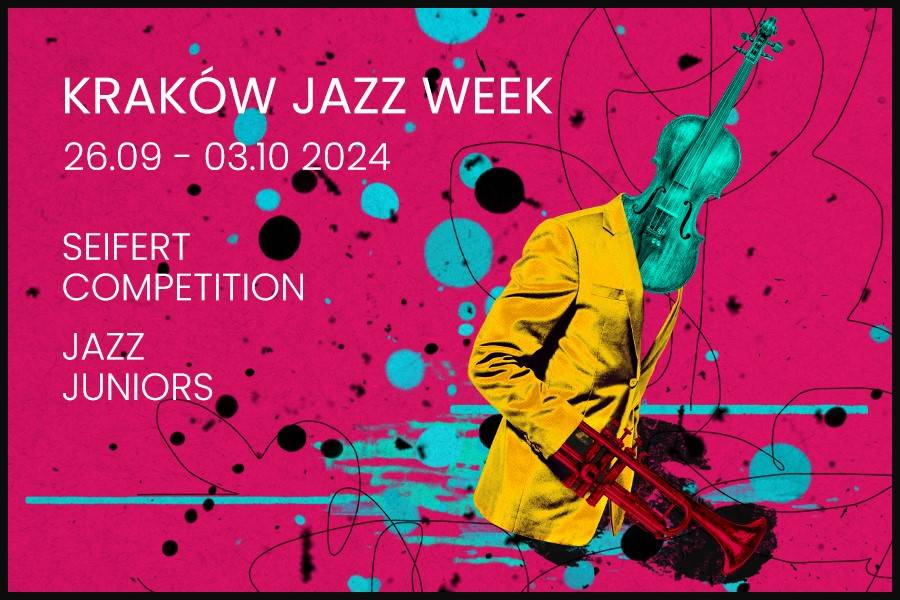 KRAKÓW JAZZ WEEK
26.09 – 03.10 2024
SEIFERT
COMPETITION
JAZZ
JUNIORS